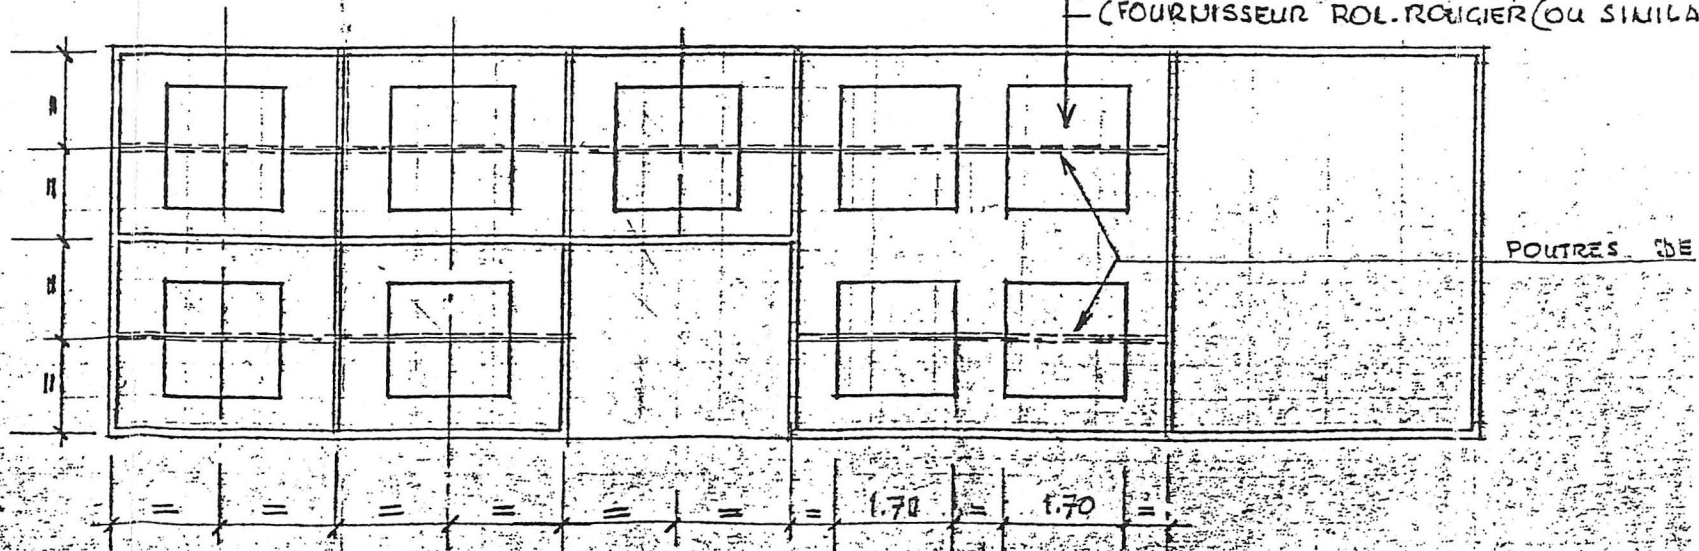 (FOURNISSEUR ROL.ROUGIER (OU SIMILA
POUTRES DE
= = = = = = = 1.70 = 1.70 =